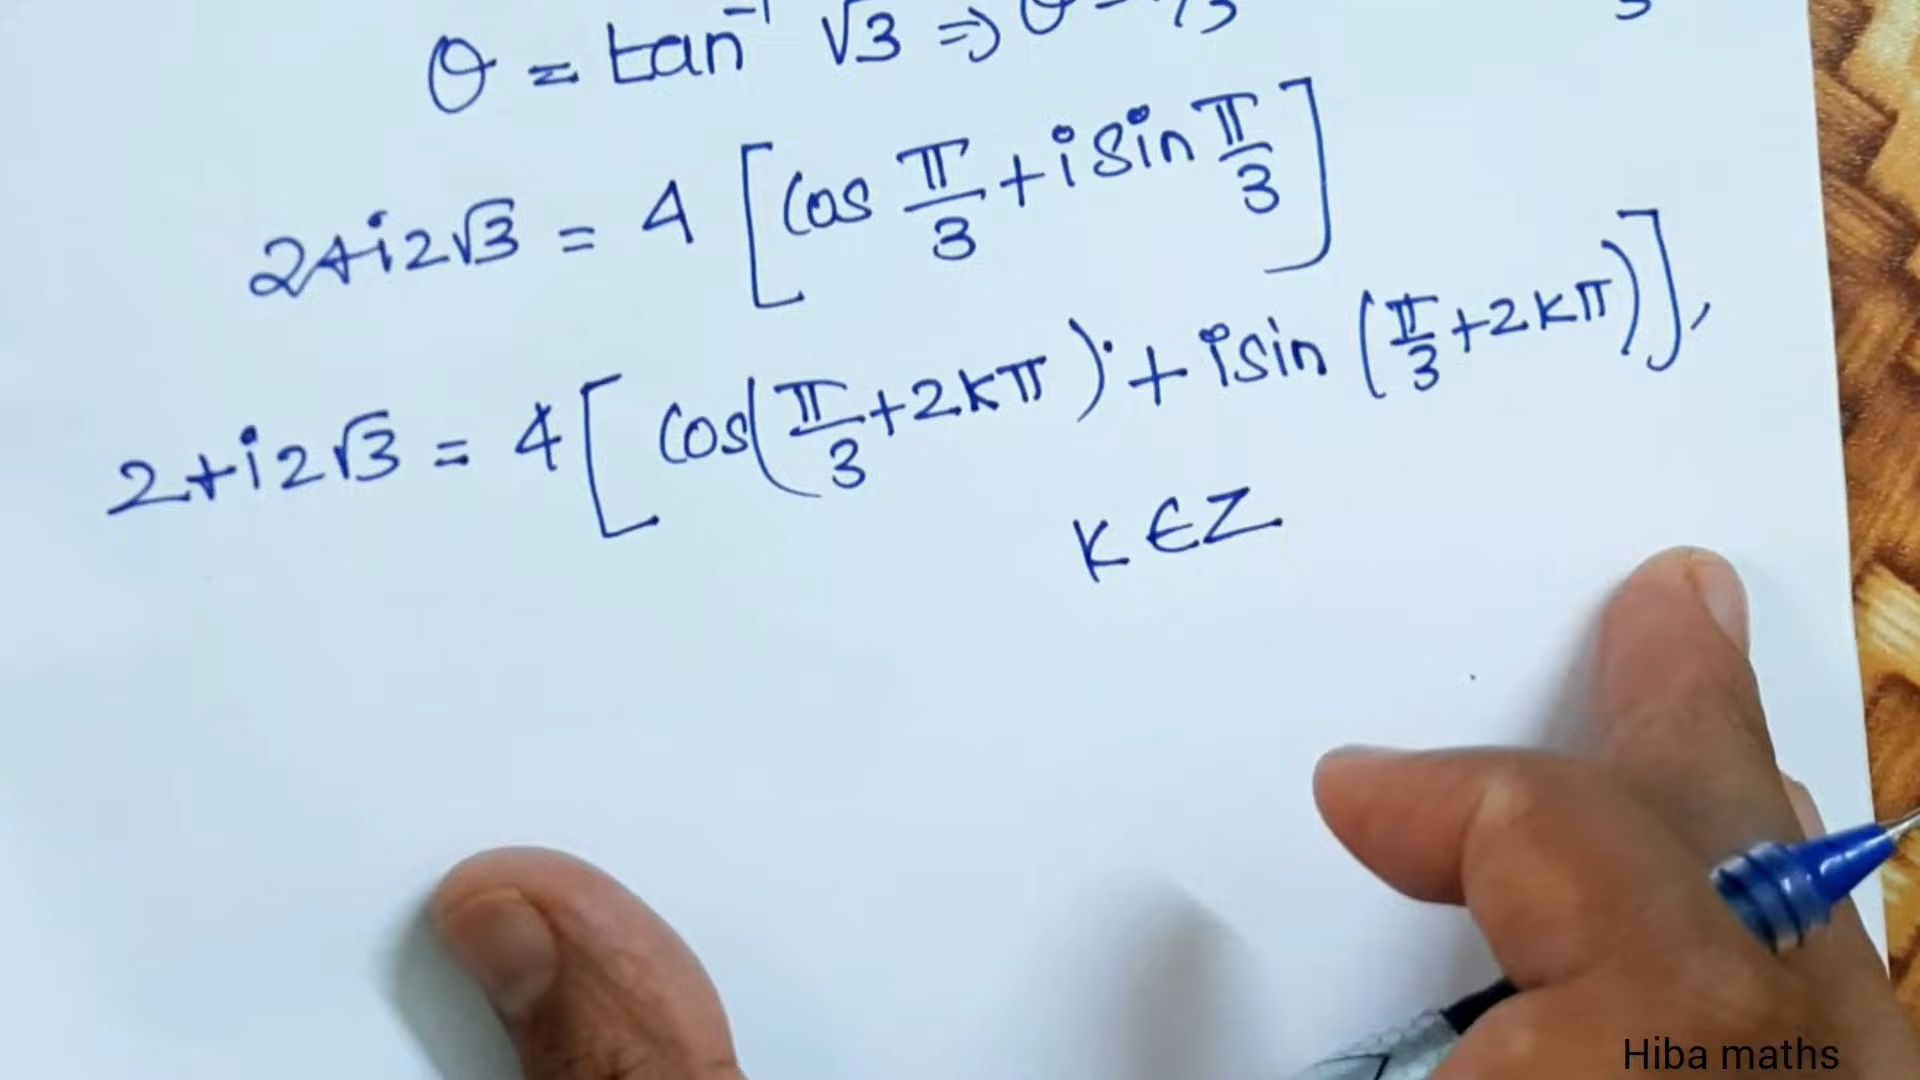 θ = tan⁻¹ √3 ⇒ θ = π/3
2+i2√3 = 4 [cos π/3 + i sin π/3]
2+i2√3 = 4 [cos(π/3 + 2kπ) + i sin (π/3 + 2kπ)],
K ∈ Z
Hiba maths